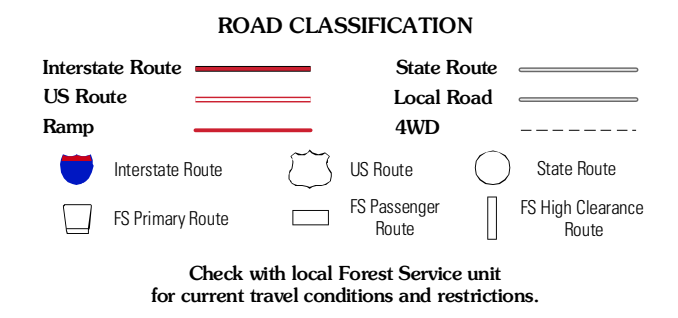 ROAD CLASSIFICATION
Interstate Route
State Route
US Route
Local Road
Ramp
4WD
Interstate Route
US Route
State Route
FS Primary Route
FS Passenger
Route
FS High Clearance
Route
Check with local Forest Service unit
for current travel conditions and restrictions.